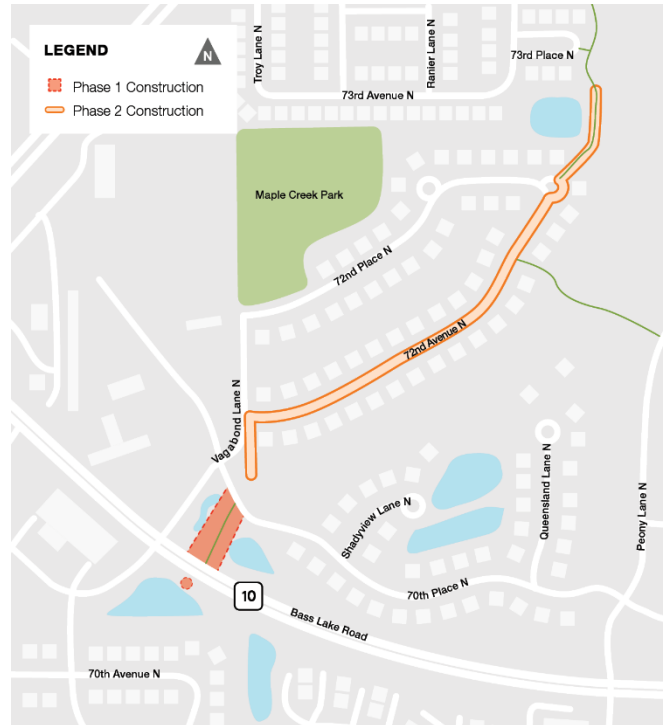 LEGEND
N
Phase 1 Construction
Phase 2 Construction
Troy Lane N
Ranier Lane N
73rd Place N
73rd Avenue N
Maple Creek Park
72nd Place N
72nd Avenue N
Vagabond Lane N
Shadyview Lane N
Queensland Lane N
Peony Lane N
70th Place N
10
Bass Lake Road
70th Avenue N